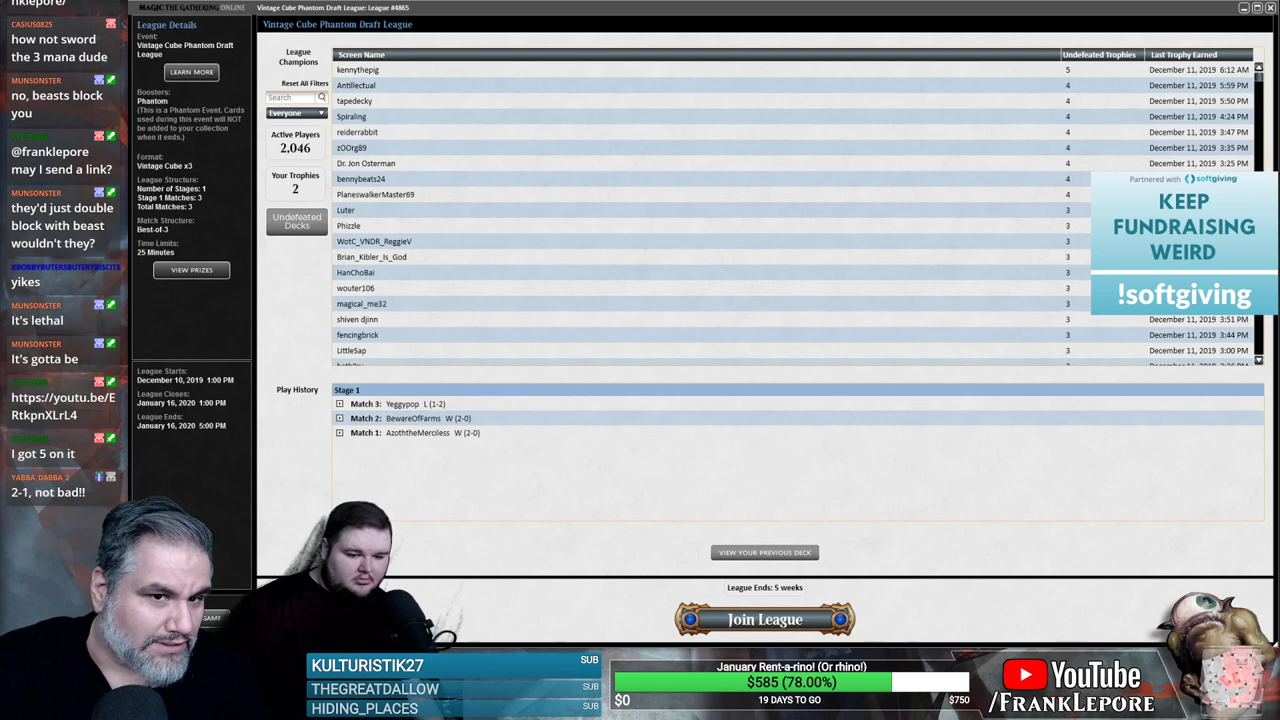 nklepore/
CASIUS0825
how not sword
the 3 mana dude
MUNSONSTER
no, beasts block
you
@franklepore
may I send a link?
MUNSONSTER
they'd just double
block with beast
wouldn't they?
XBOBBYBUTERSBUTERYBISCITS
yikes
MUNSONSTER
It's lethal
MUNSONSTER
It's gotta be
https://youtu.be/E
RtkpnXLrL4
I got 5 on it
YABBA DABBA 2
2-1, not bad!!
MAGIC: THE GATHERING ONLINE
Vintage Cube Phantom Draft League: League #4865
League Details
Event:
Vintage Cube Phantom Draft
League
LEARN MORE
Boosters:
Phantom
(This is a Phantom Event. Cards
used during this event will NOT
be added to your collection
when it ends.)
Format:
Vintage Cube x3
League Structure:
Number of Stages: 1
Stage 1 Matches: 3
Total Matches: 3
Match Structure:
Best-of-3
Time Limits:
25 Minutes
VIEW PRIZES
League Starts:
December 10, 2019 1:00 PM
League Closes:
January 16, 2020 1:00 PM
League Ends:
January 16, 2020 5:00 PM
GAME
Vintage Cube Phantom Draft League
League
Champions
Reset All Filters
Search
Everyone
Active Players
2,046
Your Trophies
2
Undefeated
Decks
Screen Name Undefeated Trophies Last Trophy Earned
kennythepig 5 December 11, 2019 6:12 AM
Antillectual 4 December 11, 2019 5:59 PM
tapedecky 4 December 11, 2019 5:50 PM
Spiraling 4 December 11, 2019 4:24 PM
reiderrabbit 4 December 11, 2019 3:47 PM
zOOrg89 4 December 11, 2019 3:35 PM
Dr. Jon Osterman 4 December 11, 2019 3:25 PM
bennybeats24 4
PlaneswalkerMaster69 4
Luter 3
Phizzle 3
WotC_VNDR_ReggieV 3
Brian_Kibler_Is_God 3
HanChoBai 3
wouter106 3
magical_me32 3
shiven djinn 3 December 11, 2019 3:51 PM
fencingbrick 3 December 11, 2019 3:44 PM
LittleSap 3 December 11, 2019 3:00 PM
Partnered with softgiving
KEEP
FUNDRAISING
WEIRD
!softgiving
Play History
Stage 1
Match 3: Yeggypop L (1-2)
Match 2: BewareOfFarms W (2-0)
Match 1: AzoththeMerciless W (2-0)
VIEW YOUR PREVIOUS DECK
League Ends: 5 weeks
Join League
KULTURISTIK27 SUB
THEGREATDALLOW SUB
HIDING_PLACES SUB
January Rent-a-rino! (Or rhino!)
$585 (78.00%)
$0 19 DAYS TO GO $750
YouTube
/FRANKLEPORE